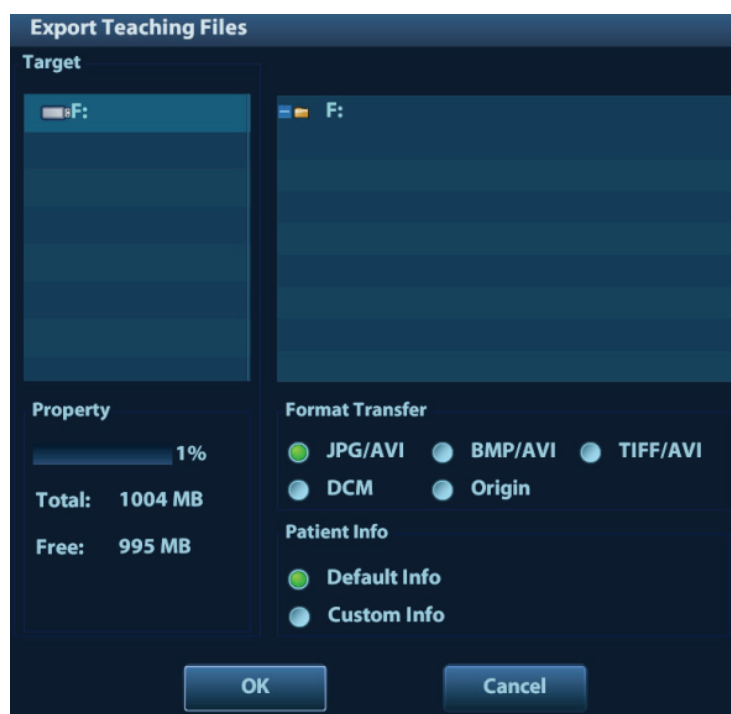 Export Teaching Files
Target
F:
F:
Property
1%
Total: 1004 MB
Free: 995 MB
Format Transfer
JPG/AVI BMP/AVI TIFF/AVI
DCM Origin
Patient Info
Default Info
Custom Info
OK Cancel